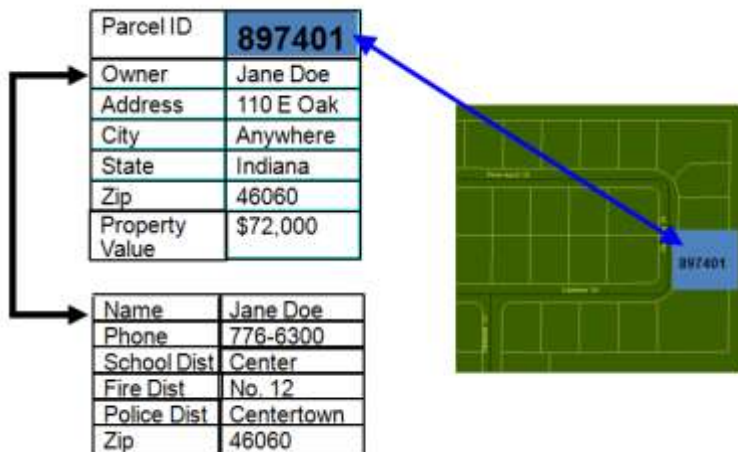 Parcel ID 897401
Owner Jane Doe
Address 110 E Oak
City Anywhere
State Indiana
Zip 46060
Property Value $72,000
897401
Name Jane Doe
Phone 776-6300
School Dist Center
Fire Dist No. 12
Police Dist Centertown
Zip 46060